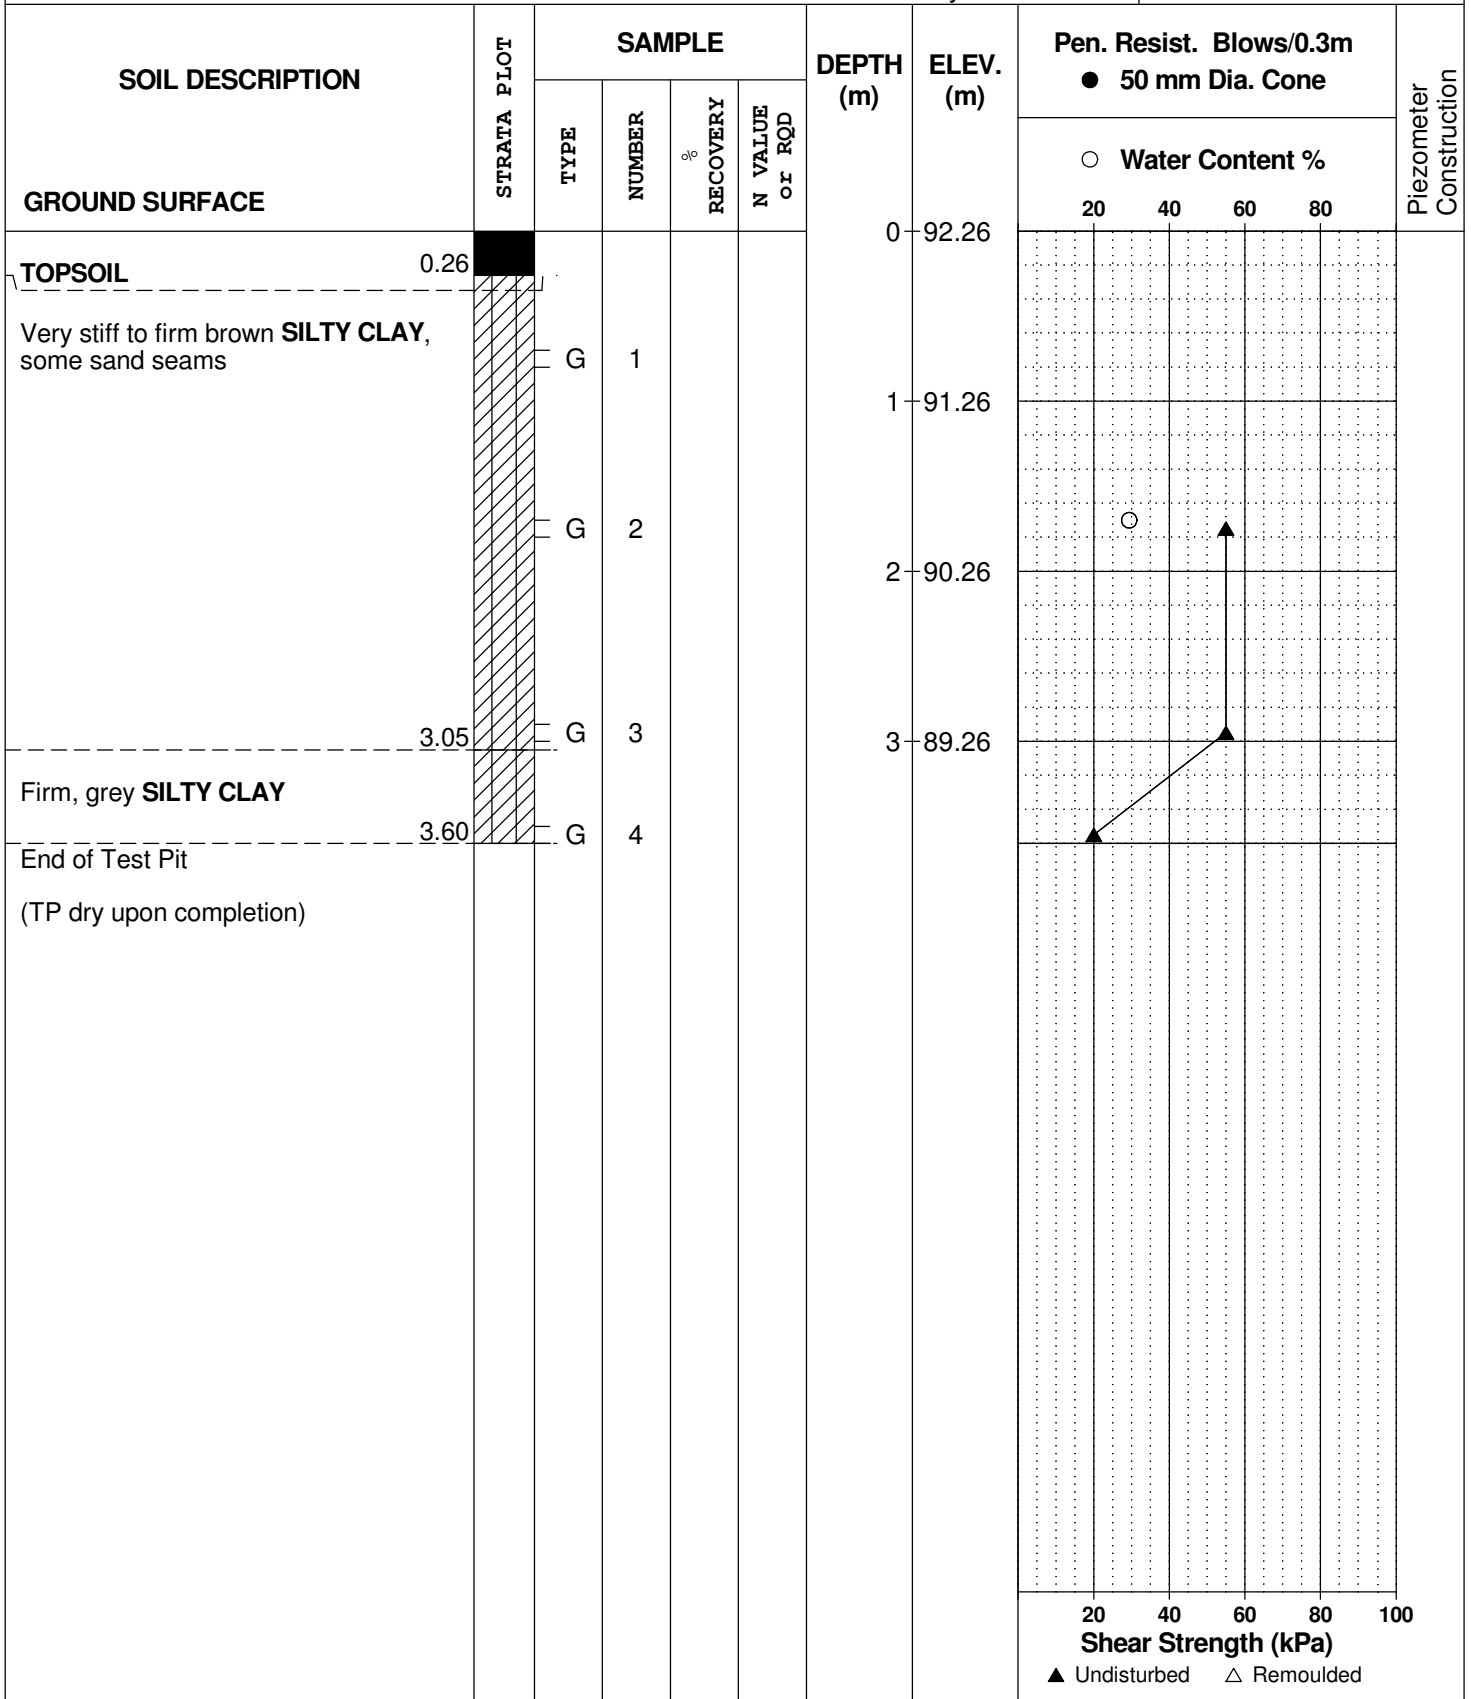 SOIL DESCRIPTION
GROUND SURFACE
STRATA PLOT
SAMPLE
TYPE
NUMBER
%
RECOVERY
N VALUE
or RQD
DEPTH
(m)
ELEV.
(m)
Pen. Resist. Blows/0.3m
● 50 mm Dia. Cone
○ Water Content %
20 40 60 80
Piezometer
Construction
0 92.26
TOPSOIL 0.26
Very stiff to firm brown SILTY CLAY,
some sand seams
G 1
1 91.26
G 2
2 90.26
G 3
3.05
3 89.26
Firm, grey SILTY CLAY
3.60
G 4
End of Test Pit
(TP dry upon completion)
20 40 60 80 100
Shear Strength (kPa)
▲ Undisturbed △ Remoulded